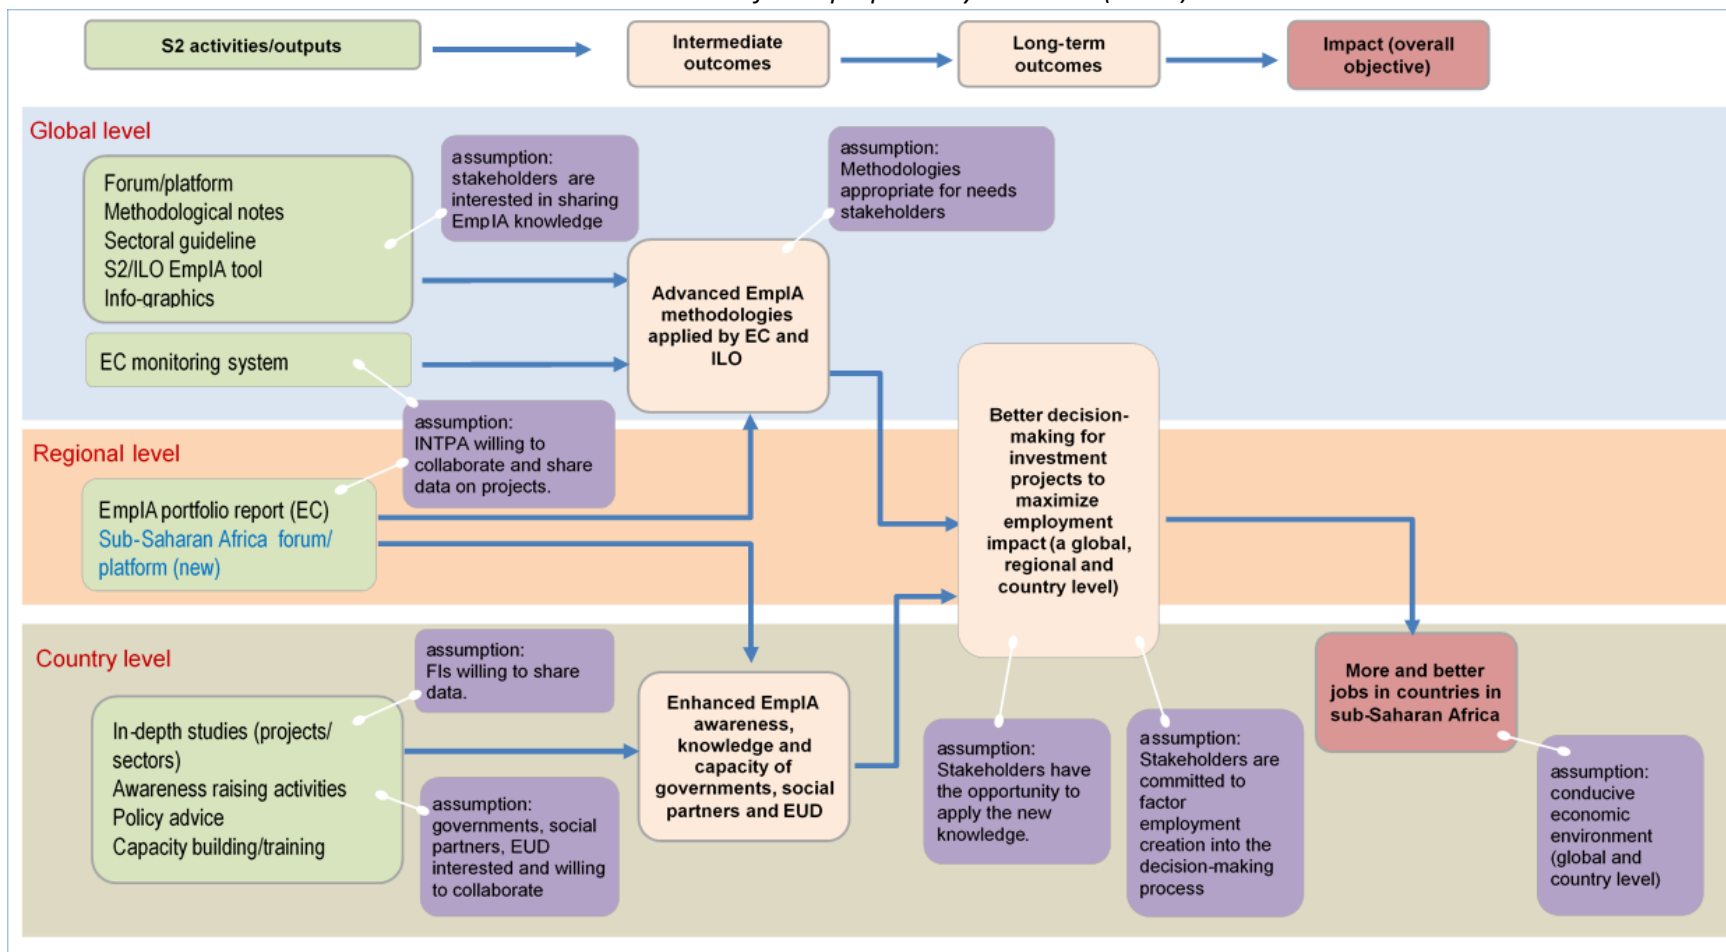 S2 activities/outputs
Intermediate
outcomes
Long-term
outcomes
Impact (overall
objective)
Global level
Forum/platform
Methodological notes
Sectoral guideline
S2/ILO EmpIA tool
Info-graphics
assumption:
stakeholders are
interested in sharing
EmpIA knowledge
assumption:
Methodologies
appropriate for needs
stakeholders
EC monitoring system
Advanced EmpIA
methodologies
applied by EC and
ILO
assumption:
INTPA willing to
collaborate and share
data on projects.
Regional level
EmpIA portfolio report (EC)
Sub-Saharan Africa forum/
platform (new)
Better decision-
making for
investment
projects to
maximize
employment
impact (a global,
regional and
country level)
Country level
assumption:
FIs willing to share
data.
In-depth studies (projects/
sectors)
Awareness raising activities
Policy advice
Capacity building/training
assumption:
governments, social
partners, EUD
interested and willing
to collaborate
Enhanced EmpIA
awareness,
knowledge and
capacity of
governments, social
partners and EUD
assumption:
Stakeholders have
the opportunity to
apply the new
knowledge.
assumption:
Stakeholders are
committed to
factor
employment
creation into the
decision-making
process
More and better
jobs in countries in
sub-Saharan Africa
assumption:
conducive
economic
environment
(global and
country level)